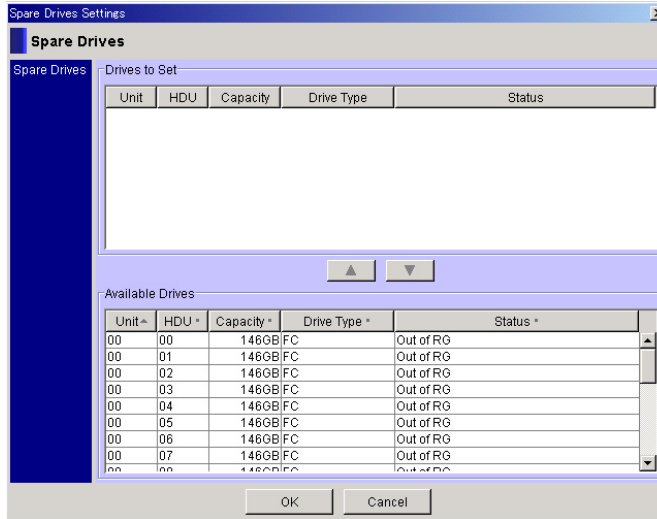 Spare Drives Settings
Spare Drives
Spare Drives
Drives to Set
Unit HDU Capacity Drive Type Status
Available Drives
Unit HDU Capacity Drive Type Status
00 00 146GB FC Out of RG
00 01 146GB FC Out of RG
00 02 146GB FC Out of RG
00 03 146GB FC Out of RG
00 04 146GB FC Out of RG
00 05 146GB FC Out of RG
00 06 146GB FC Out of RG
00 07 146GB FC Out of RG
OK Cancel